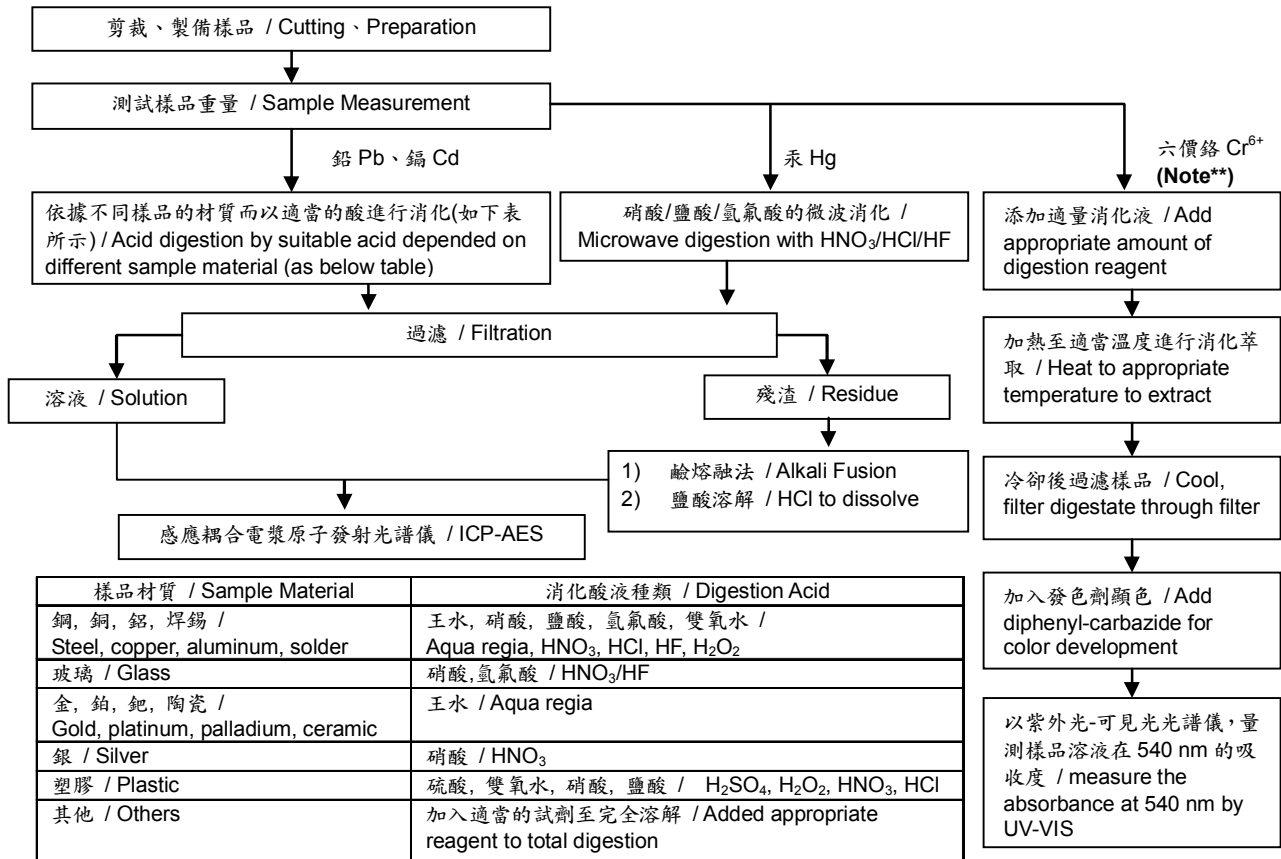 剪裁、製備樣品 / Cutting、Preparation
測試樣品重量 / Sample Measurement
鉛 Pb、鎘 Cd
汞 Hg
六價鉻 Cr⁶⁺
(Note**)
依據不同樣品的材質而以適當的酸進行消化(如下表
所示) / Acid digestion by suitable acid depended on
different sample material (as below table)
硝酸/鹽酸/氫氟酸的微波消化 /
Microwave digestion with HNO₃/HCl/HF
添加適量消化液 / Add
appropriate amount of
digestion reagent
過濾 / Filtration
加熱至適當溫度進行消化萃
取 / Heat to appropriate
temperature to extract
溶液 / Solution
殘渣 / Residue
1) 鹼熔融法 / Alkali Fusion
2) 鹽酸溶解 / HCl to dissolve
冷卻後過濾樣品 / Cool,
filter digestate through filter
感應耦合電漿原子發射光譜儀 / ICP-AES
加入發色劑顯色 / Add
diphenyl-carbazide for
color development
以紫外光-可見光光譜儀，量
測樣品溶液在 540 nm 的吸
收度 / measure the
absorbance at 540 nm by
UV-VIS
樣品材質 / Sample Material
消化酸液種類 / Digestion Acid
鋼, 銅, 鋁, 焊錫 /
Steel, copper, aluminum, solder
王水, 硝酸, 鹽酸, 氫氟酸, 雙氧水 /
Aqua regia, HNO₃, HCl, HF, H₂O₂
玻璃 / Glass
硝酸,氫氟酸 / HNO₃/HF
金, 鉑, 鈀, 陶瓷 /
Gold, platinum, palladium, ceramic
王水 / Aqua regia
銀 / Silver
硝酸 / HNO₃
塑膠 / Plastic
硫酸, 雙氧水, 硝酸, 鹽酸 / H₂SO₄, H₂O₂, HNO₃, HCl
其他 / Others
加入適當的試劑至完全溶解 / Added appropriate
reagent to total digestion